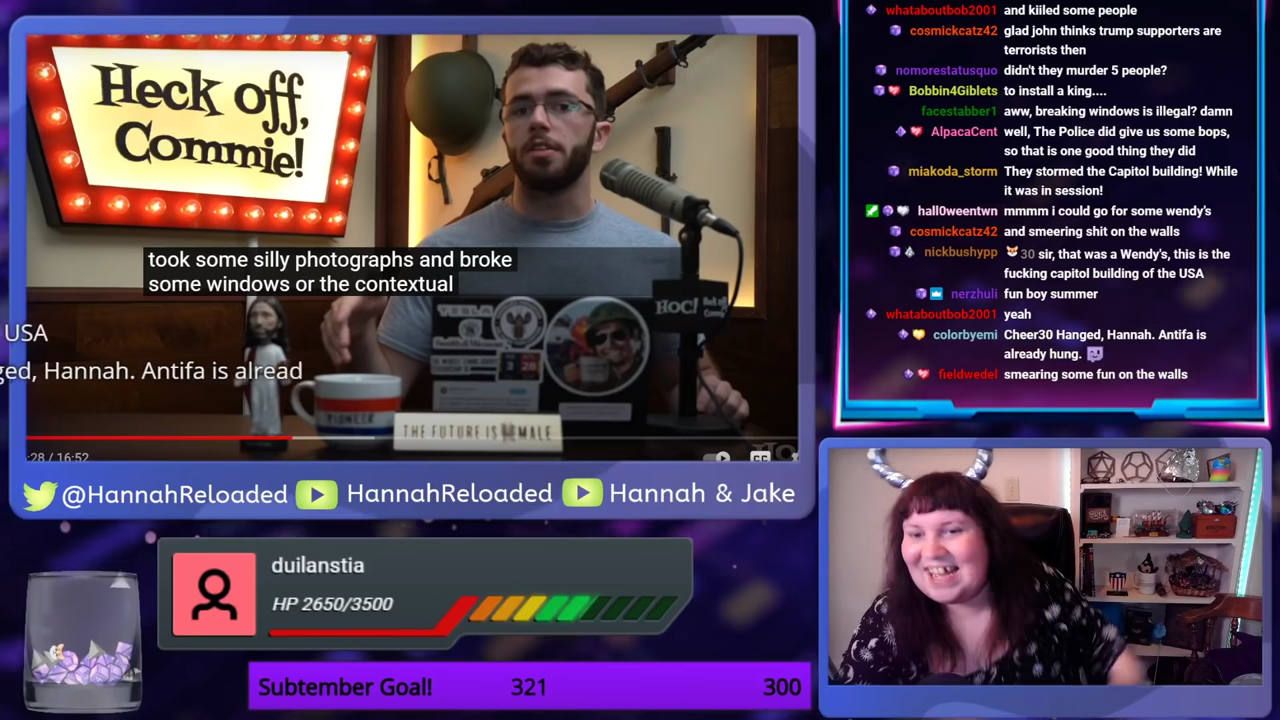 Heck off,
Commie!
took some silly photographs and broke
some windows or the contextual
USA
ged, Hannah. Antifa is alread
TESLA
HOC!
PIONEER
THE FUTURE IS MALE
:28 / 16:52
CC
@HannahReloaded
HannahReloaded
Hannah & Jake
duilanstia
HP 2650/3500
Subtember Goal! 321 300
whataboutbob2001 and kiiled some people
cosmickcatz42 glad john thinks trump supporters are
terrorists then
nomorestatusquo didn't they murder 5 people?
Bobbin4Giblets to install a king....
facestabber1 aww, breaking windows is illegal? damn
AlpacaCent well, The Police did give us some bops,
so that is one good thing they did
miakoda_storm They stormed the Capitol building! While
it was in session!
hall0weentwn mmmm i could go for some wendy's
cosmickcatz42 and smearing shit on the walls
nickbushypp 30 sir, that was a Wendy's, this is the
fucking capitol building of the USA
nerzhuli fun boy summer
whataboutbob2001 yeah
colorbyemi Cheer30 Hanged, Hannah. Antifa is
already hung.
fieldwedel smearing some fun on the walls